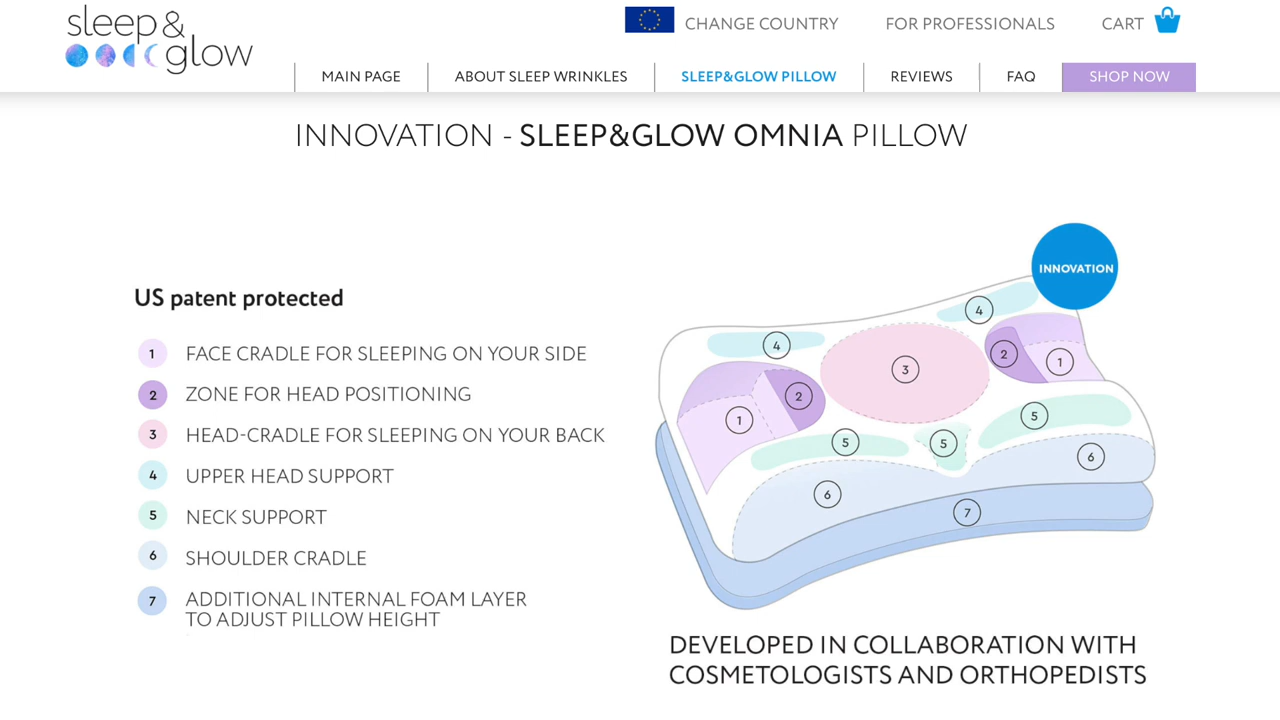 sleep &
glow
CHANGE COUNTRY
FOR PROFESSIONALS
CART
MAIN PAGE
ABOUT SLEEP WRINKLES
SLEEP&GLOW PILLOW
REVIEWS
FAQ
SHOP NOW
INNOVATION - SLEEP&GLOW OMNIA PILLOW
US patent protected
1 FACE CRADLE FOR SLEEPING ON YOUR SIDE
2 ZONE FOR HEAD POSITIONING
3 HEAD-CRADLE FOR SLEEPING ON YOUR BACK
4 UPPER HEAD SUPPORT
5 NECK SUPPORT
6 SHOULDER CRADLE
7 ADDITIONAL INTERNAL FOAM LAYER
TO ADJUST PILLOW HEIGHT
INNOVATION
4
4
2
1
3
2
1
5
5
5
6
6
7
DEVELOPED IN COLLABORATION WITH
COSMETOLOGISTS AND ORTHOPEDISTS